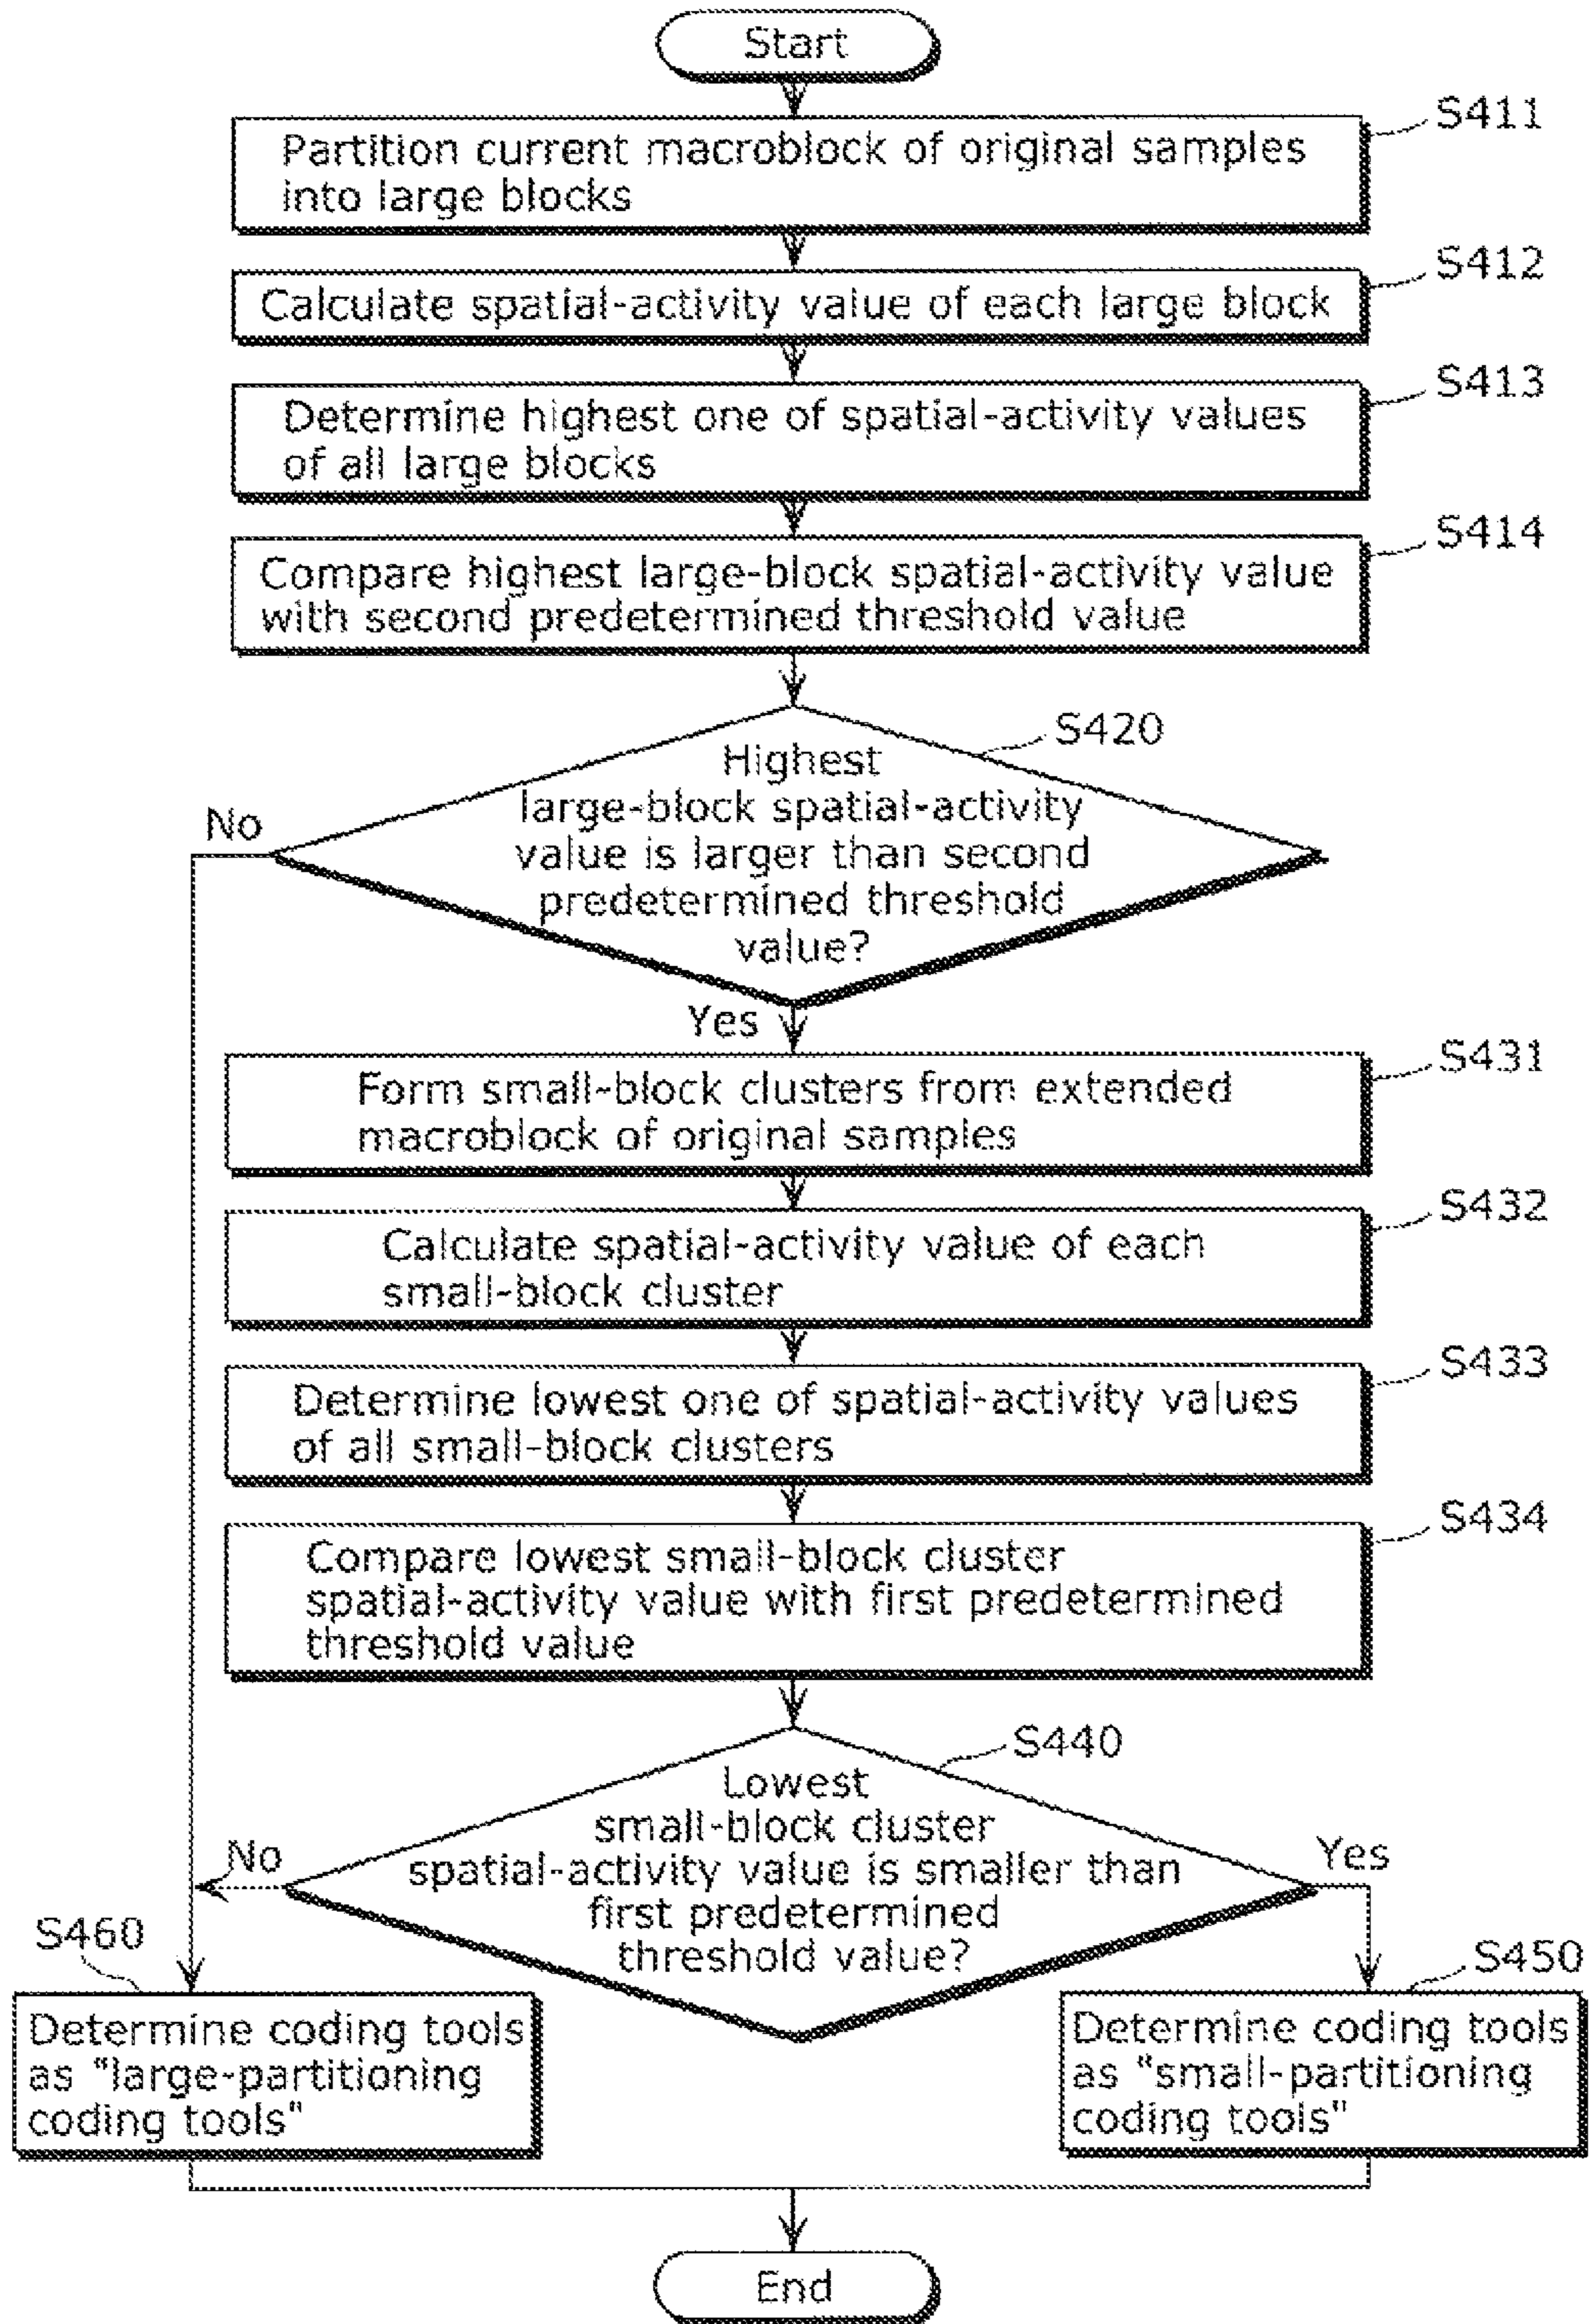 Start
S411
Partition current macroblock of original samples
into large blocks
S412
Calculate spatial-activity value of each large block
S413
Determine highest one of spatial-activity values
of all large blocks
S414
Compare highest large-block spatial-activity value
with second predetermined threshold value
S420
Highest
large-block spatial-activity
value is larger than second
predetermined threshold
value?
No
Yes
S431
Form small-block clusters from extended
macroblock of original samples
S432
Calculate spatial-activity value of each
small-block cluster
S433
Determine lowest one of spatial-activity values
of all small-block clusters
S434
Compare lowest small-block cluster
spatial-activity value with first predetermined
threshold value
S440
Lowest
small-block cluster
spatial-activity value is smaller than
first predetermined
threshold value?
No
Yes
S460
Determine coding tools
as "large-partitioning
coding tools"
S450
Determine coding tools
as "small-partitioning
coding tools"
End